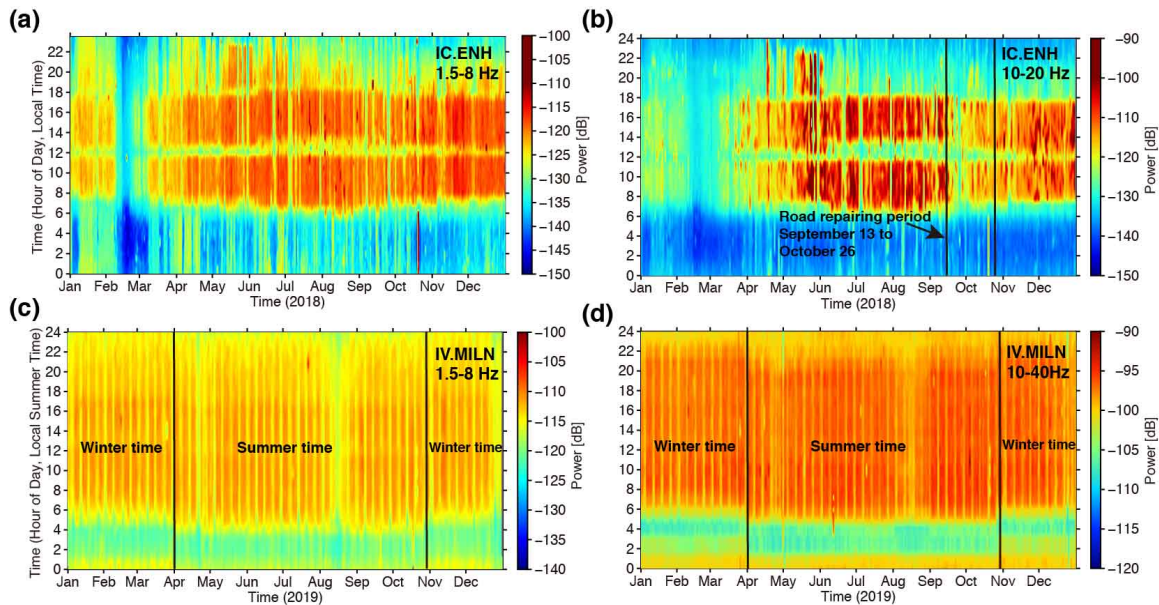 (a)
Time (Hour of Day, Local Time)
22
20
18
16
14
12
10
8
6
4
2
0
IC.ENH
1.5-8 Hz
Jan Feb Mar Apr May Jun Jul Aug Sep Oct Nov Dec
Time (2018)
−100
−105
−110
−115
−120
−125
−130
−135
−140
−145
−150
Power [dB]
(b)
24
22
20
18
16
14
12
10
8
6
4
2
0
IC.ENH
10-20 Hz
Road repairing period
September 13 to
October 26
Jan Feb Mar Apr May Jun Jul Aug Sep Oct Nov Dec
Time (2018)
−90
−100
−110
−120
−130
−140
−150
Power [dB]
(c)
Time (Hour of Day, Local Summer Time)
24
22
20
18
16
14
12
10
8
6
4
2
0
IV.MILN
1.5-8 Hz
Winter time
Summer time
Winter time
Jan Feb Mar Apr May Jun Jul Aug Sep Oct Nov Dec
Time (2019)
−100
−105
−110
−115
−120
−125
−130
−135
−140
Power [dB]
(d)
24
22
20
18
16
14
12
10
8
6
4
2
0
IV.MILN
10-40Hz
Winter time
Summer time
Winter time
Jan Feb Mar Apr May Jun Jul Aug Sep Oct Nov Dec
Time (2019)
−90
−95
−100
−105
−110
−115
−120
Power [dB]